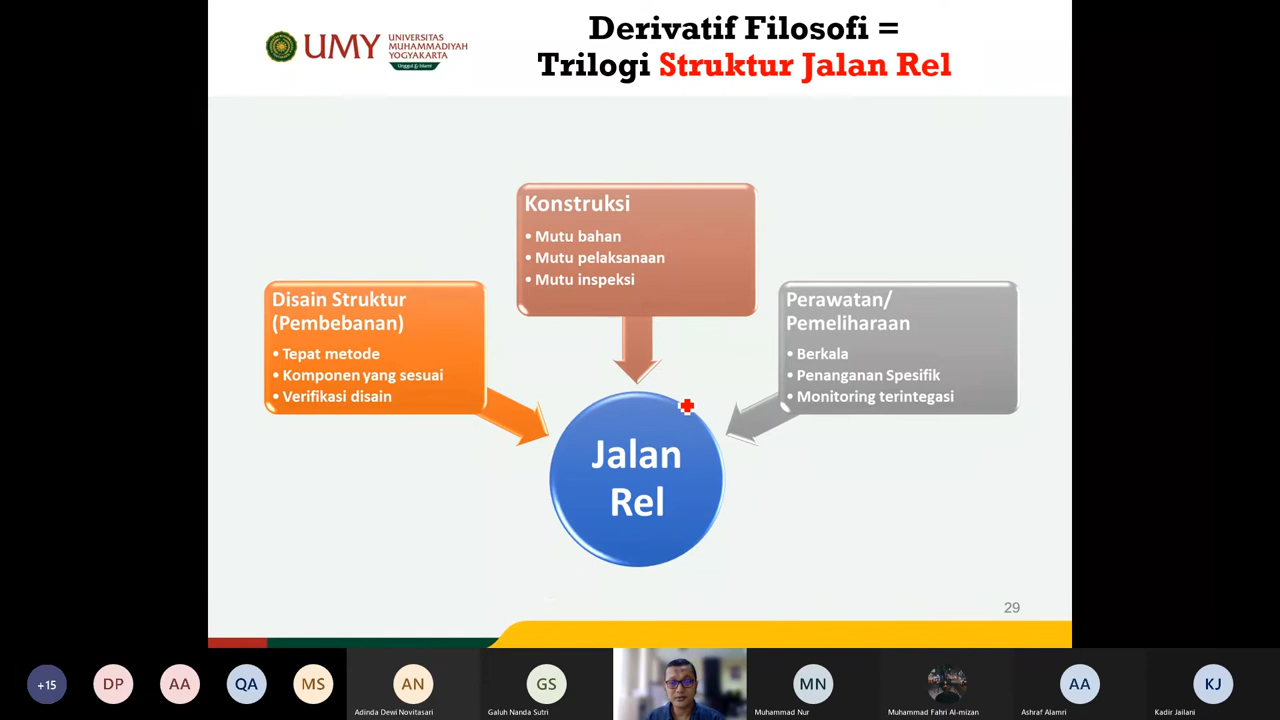 Derivatif Filosofi =
Trilogi Struktur Jalan Rel
UMY
UNIVERSITAS
MUHAMMADIYAH
YOGYAKARTA
Unggul & Islami
Konstruksi
• Mutu bahan
• Mutu pelaksanaan
• Mutu inspeksi
Disain Struktur
(Pembebanan)
• Tepat metode
• Komponen yang sesuai
• Verifikasi disain
Perawatan/
Pemeliharaan
• Berkala
• Penanganan Spesifik
• Monitoring terintegasi
Jalan
Rel
29
+15
DP
AA
QA
MS
AN
Adinda Dewi Novitasari
GS
Galuh Nanda Sutri
MN
Muhammad Nur
Muhammad Fahri Al-mizan
AA
Ashraf Alamri
KJ
Kadir Jailani